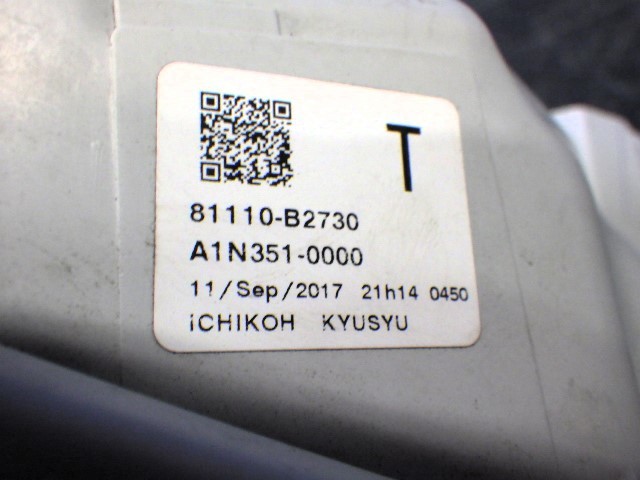 T
81110-B2730
A1N351-0000
11/Sep/2017 21h14 0450
iCHIKOH KYUSYU